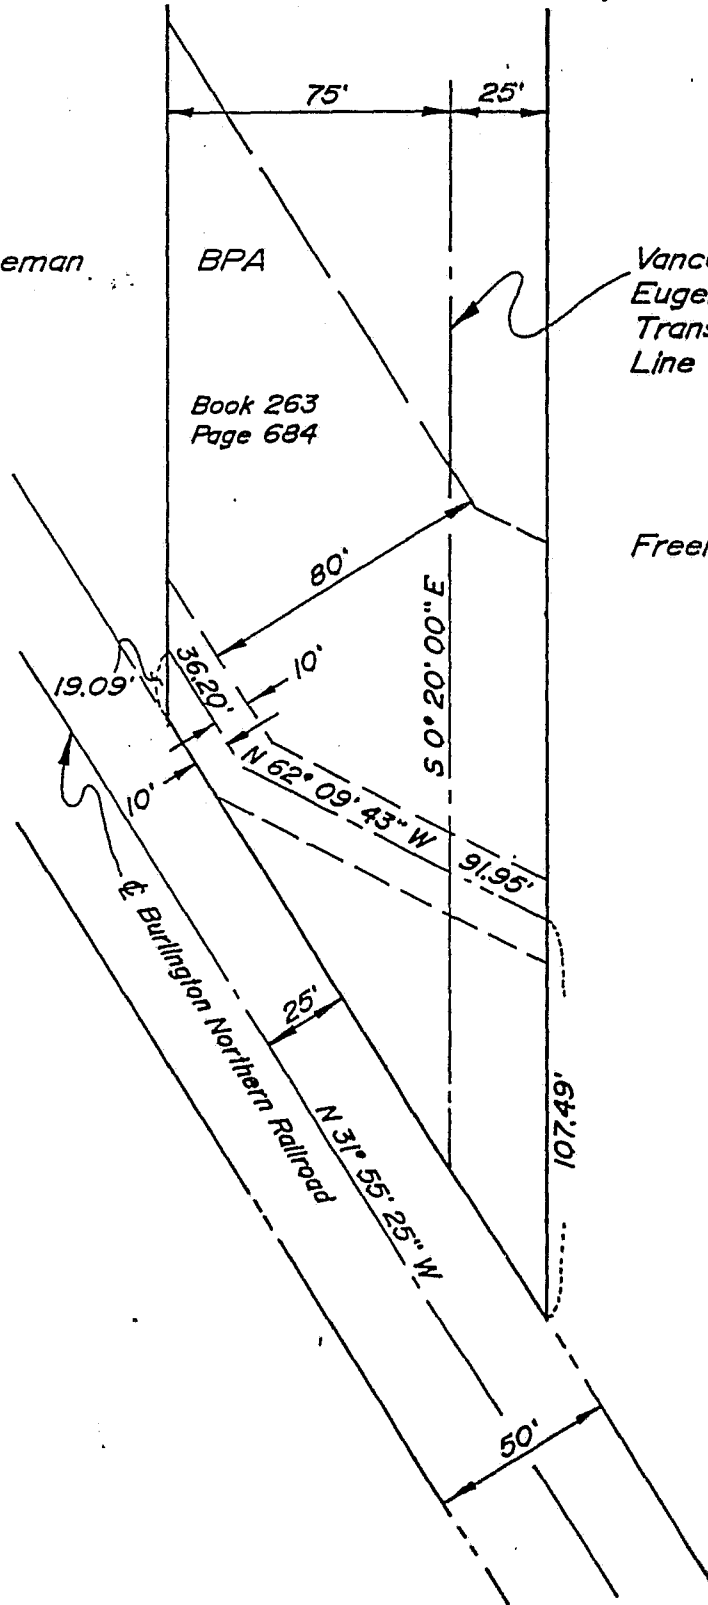 75'
25'
eman
BPA
Vanc
Euge
Trans
Line
Book 263
Page 684
Free
80'
S 0° 20' 00" E
19.09'
36.20'
10'
10'
N 62° 09' 43" W
91.95'
℄ Burlington Northern Railroad
25'
N 31° 55' 25" W
107.49'
50'